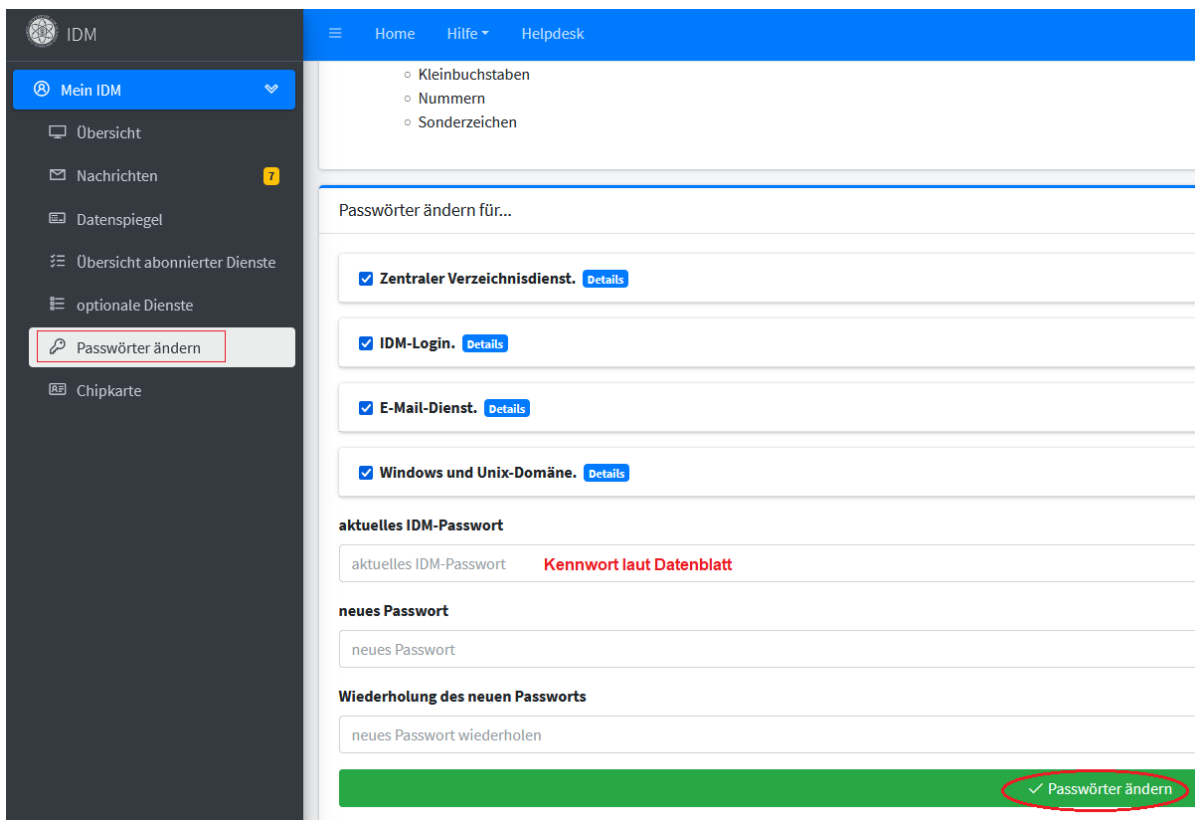 IDM
Home Hilfe Helpdesk
Mein IDM
Übersicht
Nachrichten 7
Datenspiegel
Übersicht abonnierter Dienste
optionale Dienste
Passwörter ändern
Chipkarte
Kleinbuchstaben
Nummern
Sonderzeichen
Passwörter ändern für...
Zentraler Verzeichnisdienst. Details
IDM-Login. Details
E-Mail-Dienst. Details
Windows und Unix-Domäne. Details
aktuelles IDM-Passwort
aktuelles IDM-Passwort Kennwort laut Datenblatt
neues Passwort
neues Passwort
Wiederholung des neuen Passworts
neues Passwort wiederholen
Passwörter ändern